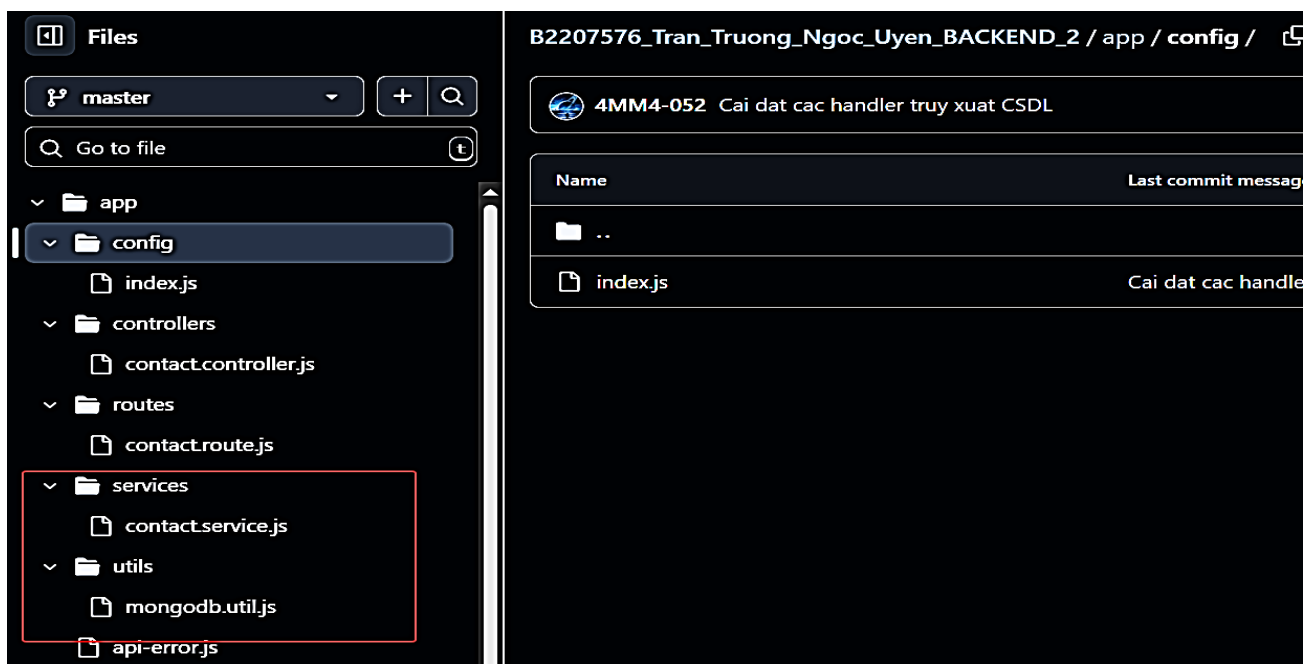 Files
master
Go to file
t
app
config
index.js
controllers
contact.controller.js
routes
contact.route.js
services
contact.service.js
utils
mongodb.util.js
api-error.js
B2207576_Tran_Truong_Ngoc_Uyen_BACKEND_2 / app / config /
4MM4-052 Cai dat cac handler truy xuat CSDL
Name Last commit messag
..
index.js Cai dat cac handle